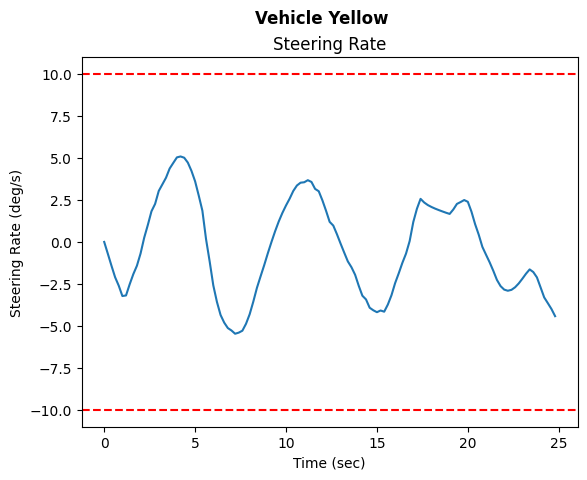 Vehicle Yellow
Steering Rate
Steering Rate (deg/s)
10.0
7.5
5.0
2.5
0.0
−2.5
−5.0
−7.5
−10.0
0 5 10 15 20 25
Time (sec)